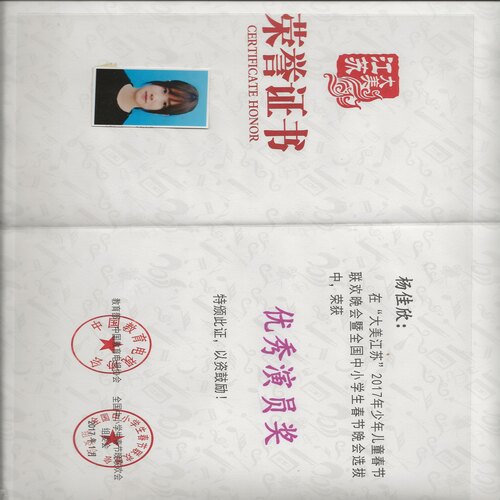 大美
江苏
荣誉证书
CERTIFICATE HONOR
杨佳欣：
在“大美江苏”2017年少年儿童春节
联欢晚会暨全国中小学生春节晚会选拔
中，荣获
优秀演员奖
特颁此证，以资鼓励！
中国教育电视协会
全国中小学生春节联欢会
组委会
2017年1月
中国教育电视协会
全国中小学生春节联欢会